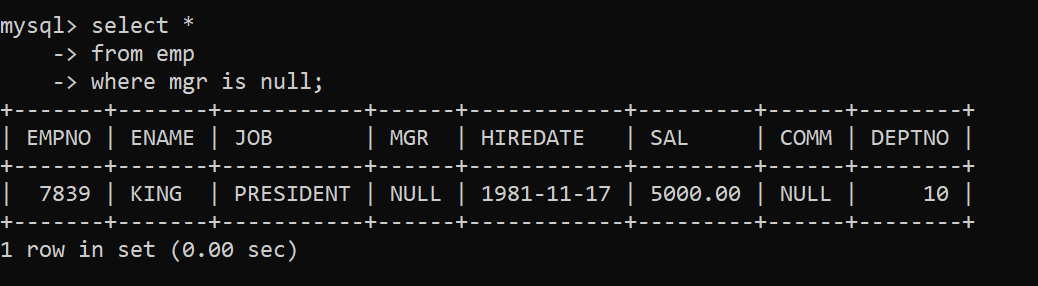 mysql> select *
    -> from emp
    -> where mgr is null;
+-------+-------+-----------+------+------------+---------+------+--------+
| EMPNO | ENAME | JOB       | MGR  | HIREDATE   | SAL     | COMM | DEPTNO |
+-------+-------+-----------+------+------------+---------+------+--------+
|  7839 | KING  | PRESIDENT | NULL | 1981-11-17 | 5000.00 | NULL |     10 |
+-------+-------+-----------+------+------------+---------+------+--------+
1 row in set (0.00 sec)